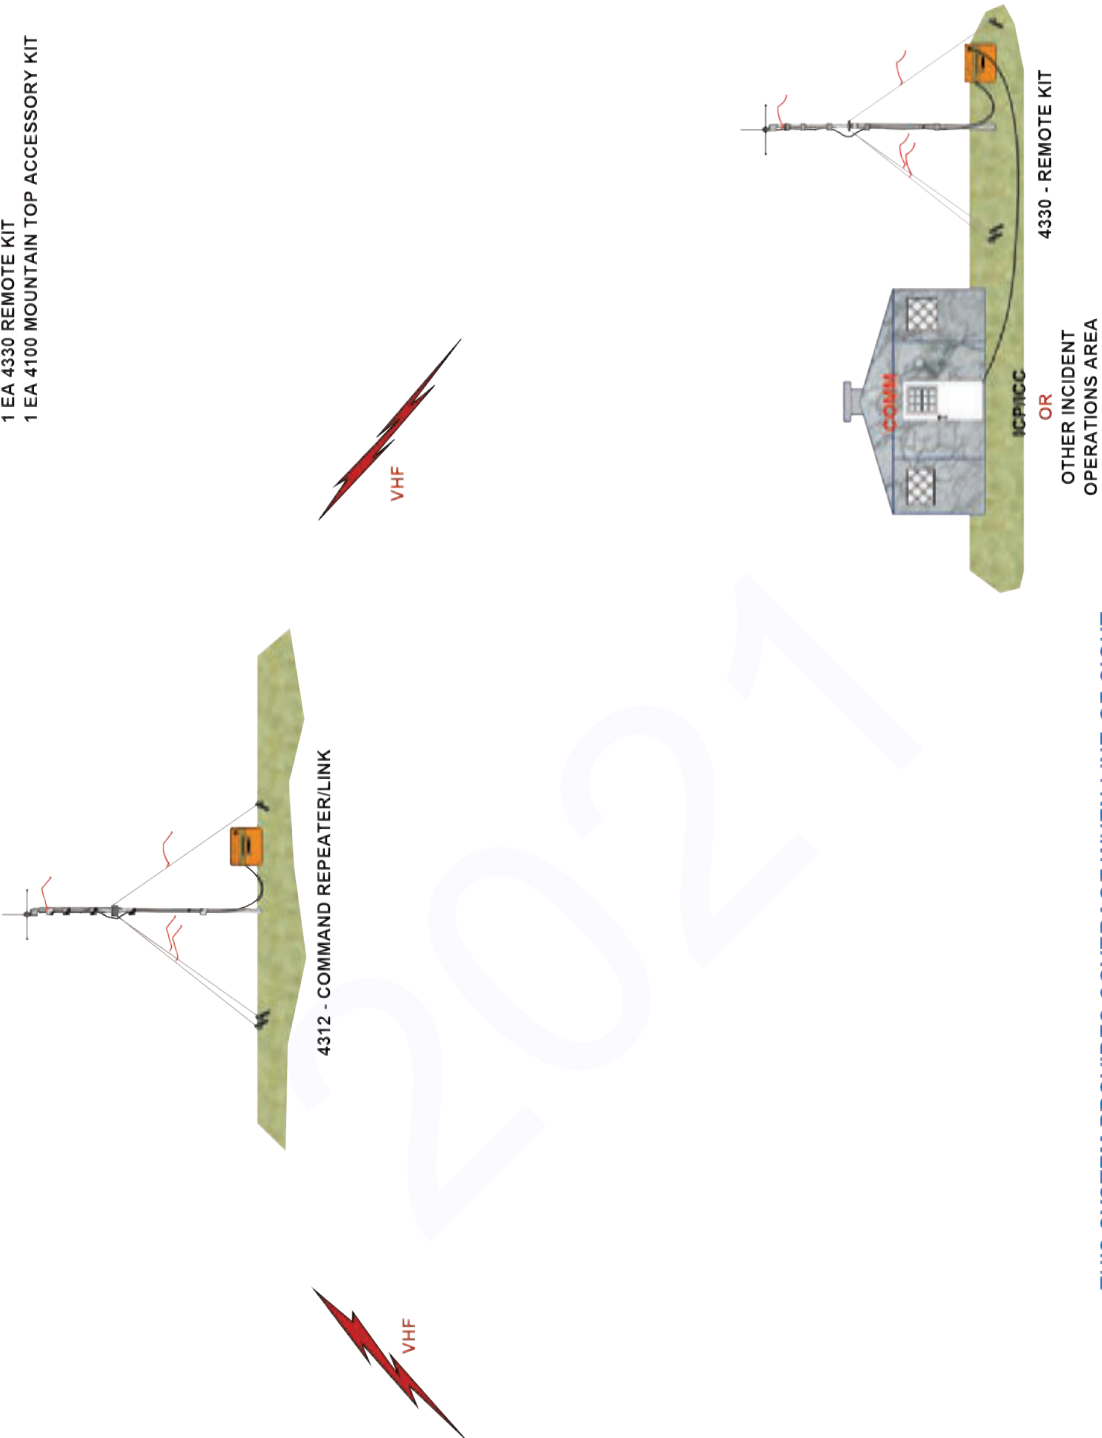 1 EA 4330 REMOTE KIT
1 EA 4100 MOUNTAIN TOP ACCESSORY KIT
VHF
4312 - COMMAND REPEATER/LINK
VHF
COMM
4330 - REMOTE KIT
ICP/ICC
OR
OTHER INCIDENT
OPERATIONS AREA
2021